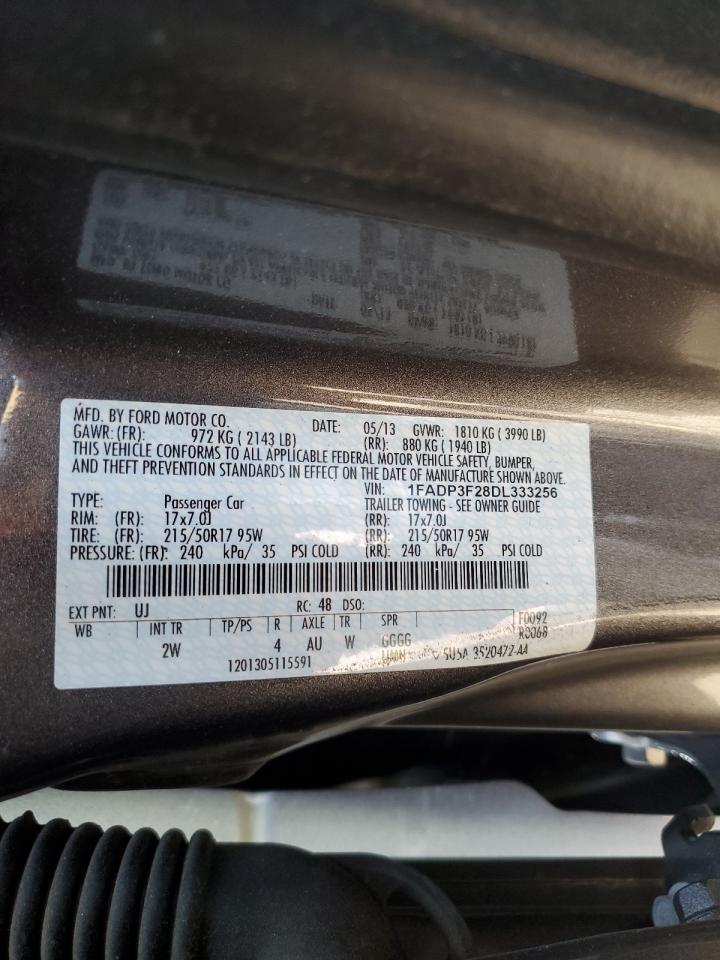 MFD. BY FORD MOTOR CO. DATE: 05/13 GVWR: 1810 KG ( 3990 LB)
GAWR: (FR): 972 KG ( 2143 LB) (RR): 880 KG ( 1940 LB)
THIS VEHICLE CONFORMS TO ALL APPLICABLE FEDERAL MOTOR VEHICLE SAFETY, BUMPER,
AND THEFT PREVENTION STANDARDS IN EFFECT ON THE DATE OF MANUFACTURE SHOWN ABOVE.
VIN: 1FADP3F28DL333256
TYPE: Passenger Car TRAILER TOWING - SEE OWNER GUIDE
RIM: (FR): 17x7.0J (RR): 17x7.0J
TIRE: (FR): 215/50R17 95W (RR): 215/50R17 95W
PRESSURE: (FR): 240 kPa/ 35 PSI COLD (RR): 240 kPa/ 35 PSI COLD
EXT PNT: UJ RC: 48 DSO: F0092
WB INT TR TP/PS R AXLE TR SPR R0068
2W 4 AU W GGGG
1201305115591 3520472-AA